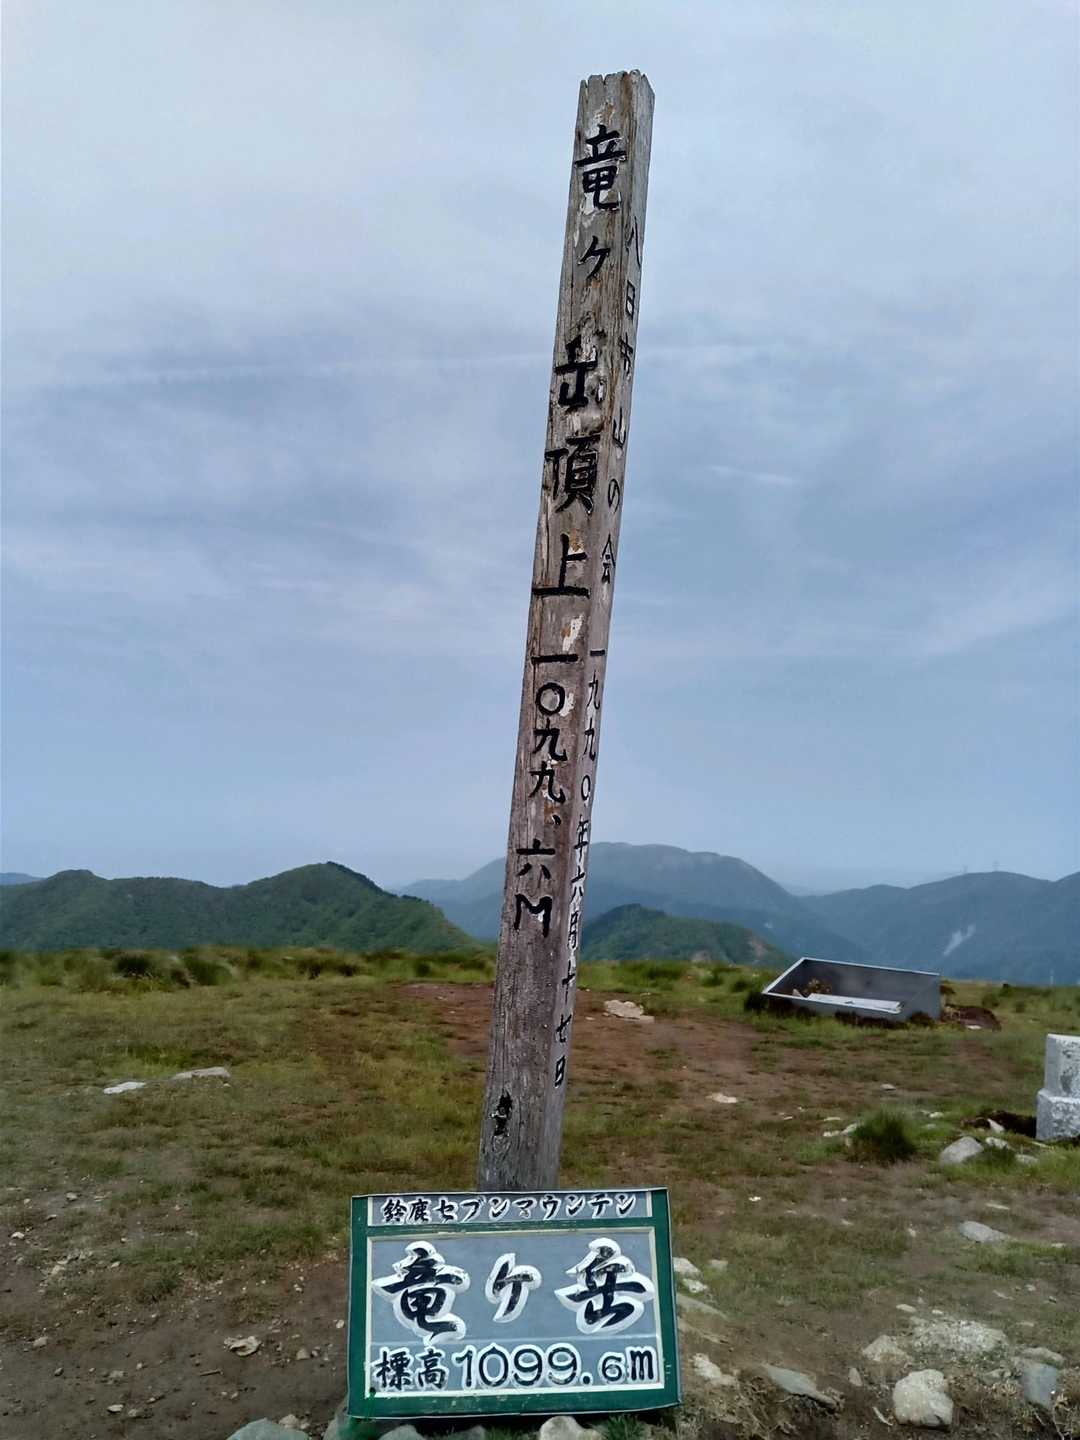 竜ヶ岳頂上一〇九九、六M
八日市山の会一九九〇年六月十七日
鈴鹿セブンマウンテン
竜ヶ岳
標高1099.6m